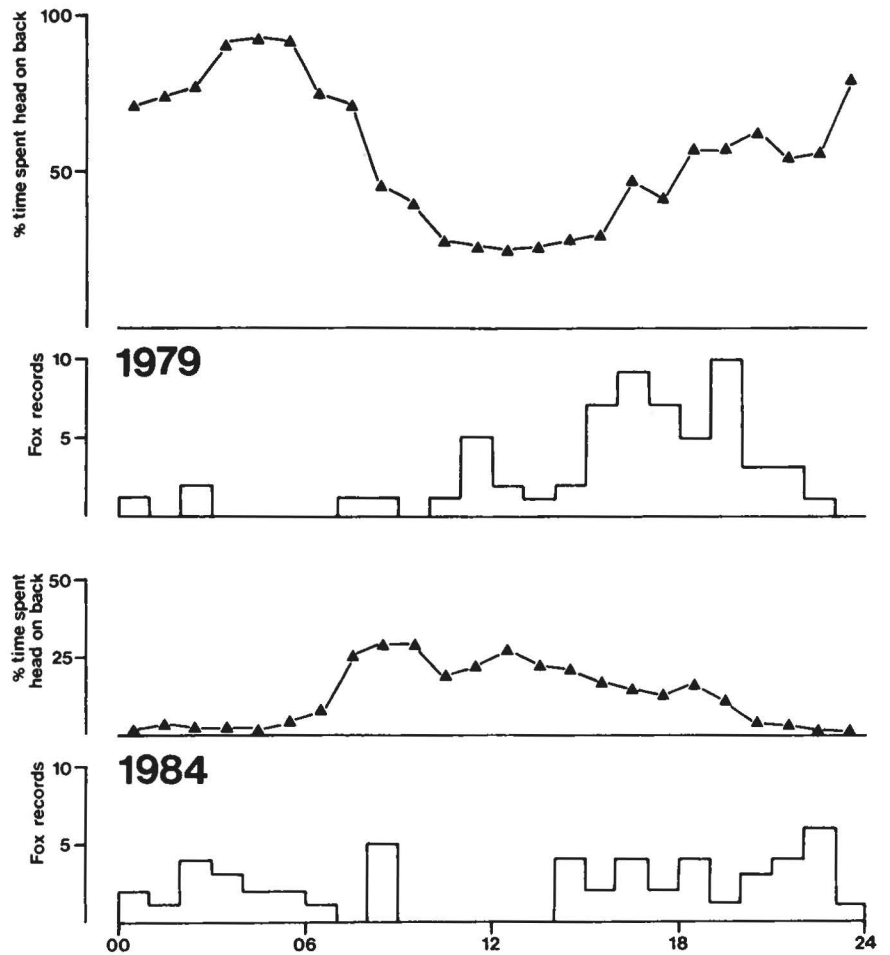 % time spent head on back
100
50
1979
Fox records
10
5
% time spent
head on back
50
25
1984
Fox records
10
5
00 06 12 18 24